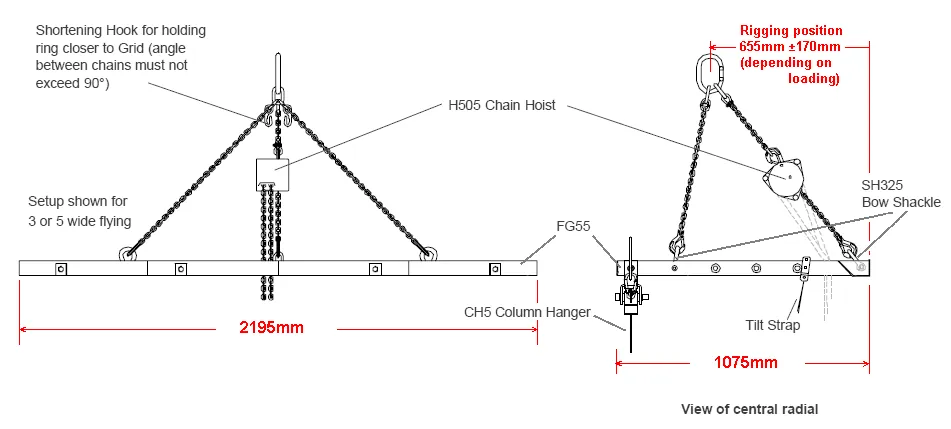 Shortening Hook for holding
ring closer to Grid (angle
between chains must not
exceed 90°)
Rigging position
655mm ±170mm
(depending on
loading)
H505 Chain Hoist
Setup shown for
3 or 5 wide flying
SH325
Bow Shackle
FG55
CH5 Column Hanger
Tilt Strap
2195mm
1075mm
View of central radial